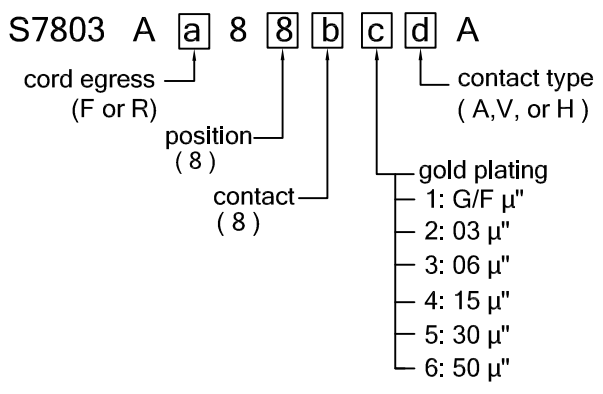 S7803 A a 8 8 b c d A
cord egress
(F or R)
contact type
( A,V, or H )
position
( 8 )
contact
( 8 )
gold plating
1: G/F µ"
2: 03 µ"
3: 06 µ"
4: 15 µ"
5: 30 µ"
6: 50 µ"